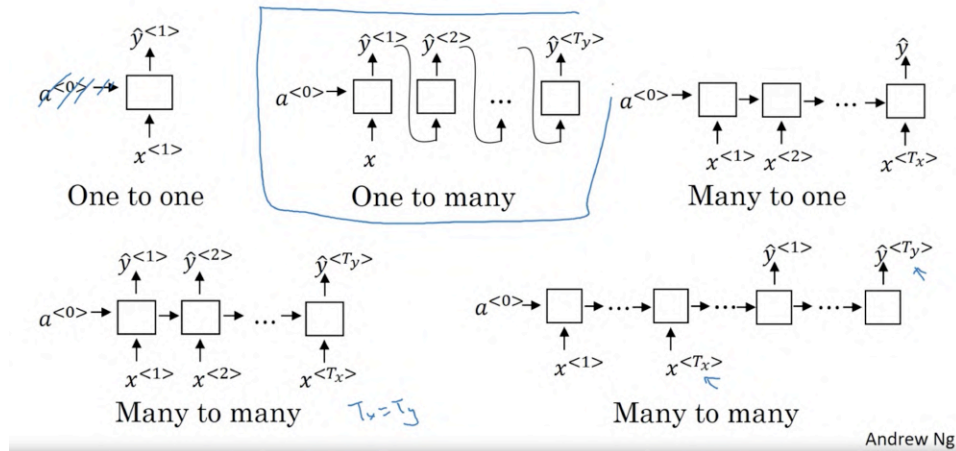 ŷ<1>
a<0>
x<1>
One to one
ŷ<1> ŷ<2> ŷ<Ty>
a<0> ...
x
One to many
ŷ
a<0> ...
x<1> x<2> x<Tx>
Many to one
ŷ<1> ŷ<2> ŷ<Ty>
a<0> ...
x<1> x<2> x<Tx>
Many to many
Tx=Ty
ŷ<1> ŷ<Ty>
a<0> ... ... ...
x<1> x<Tx>
Many to many
Andrew Ng